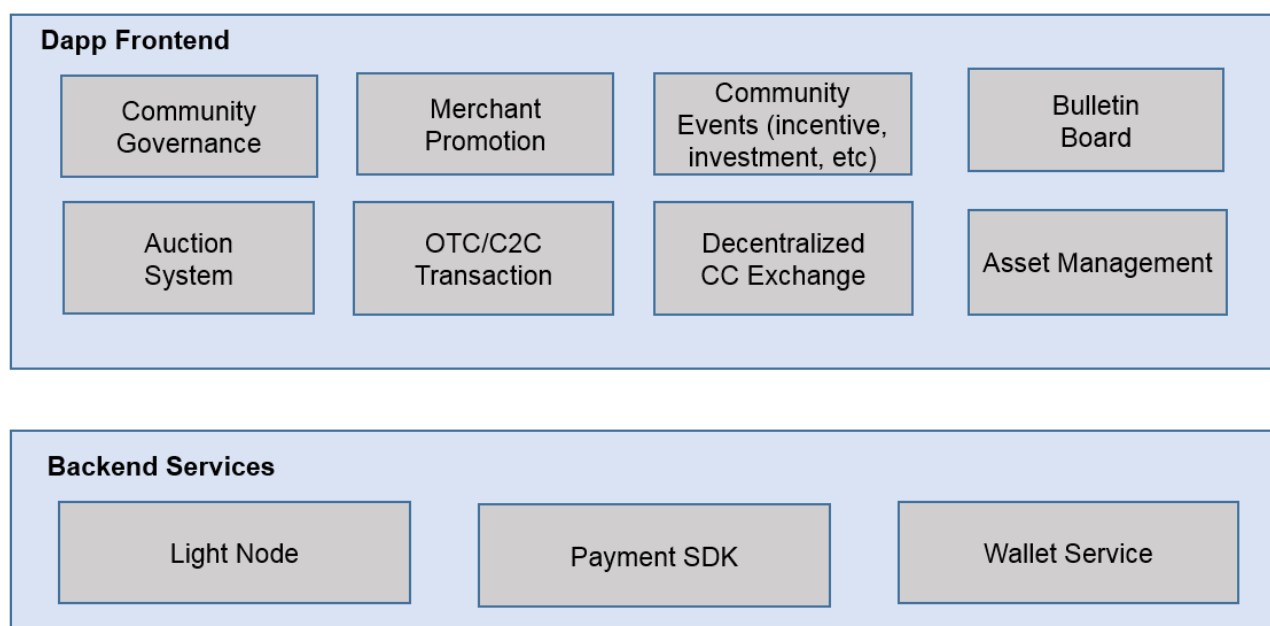 Dapp Frontend
Community
Governance
Merchant
Promotion
Community
Events (incentive,
investment, etc)
Bulletin
Board
Auction
System
OTC/C2C
Transaction
Decentralized
CC Exchange
Asset Management
Backend Services
Light Node
Payment SDK
Wallet Service